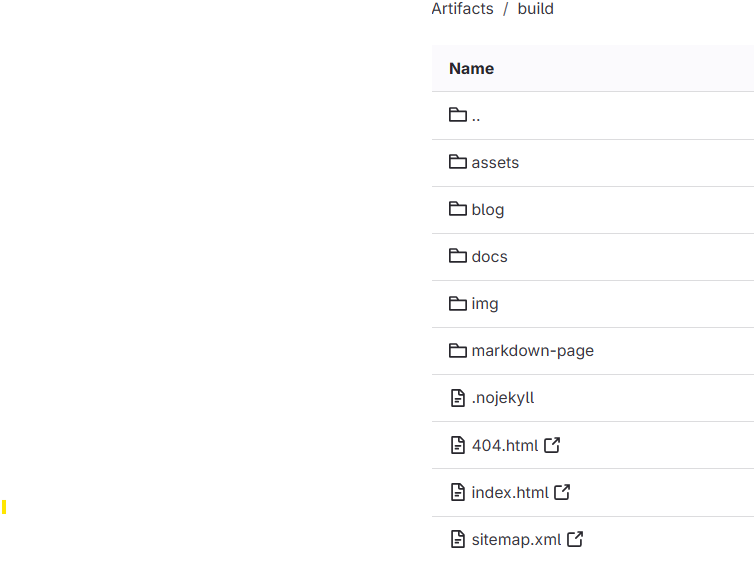 Artifacts / build
Name
..
assets
blog
docs
img
markdown-page
.nojekyll
404.html
index.html
sitemap.xml